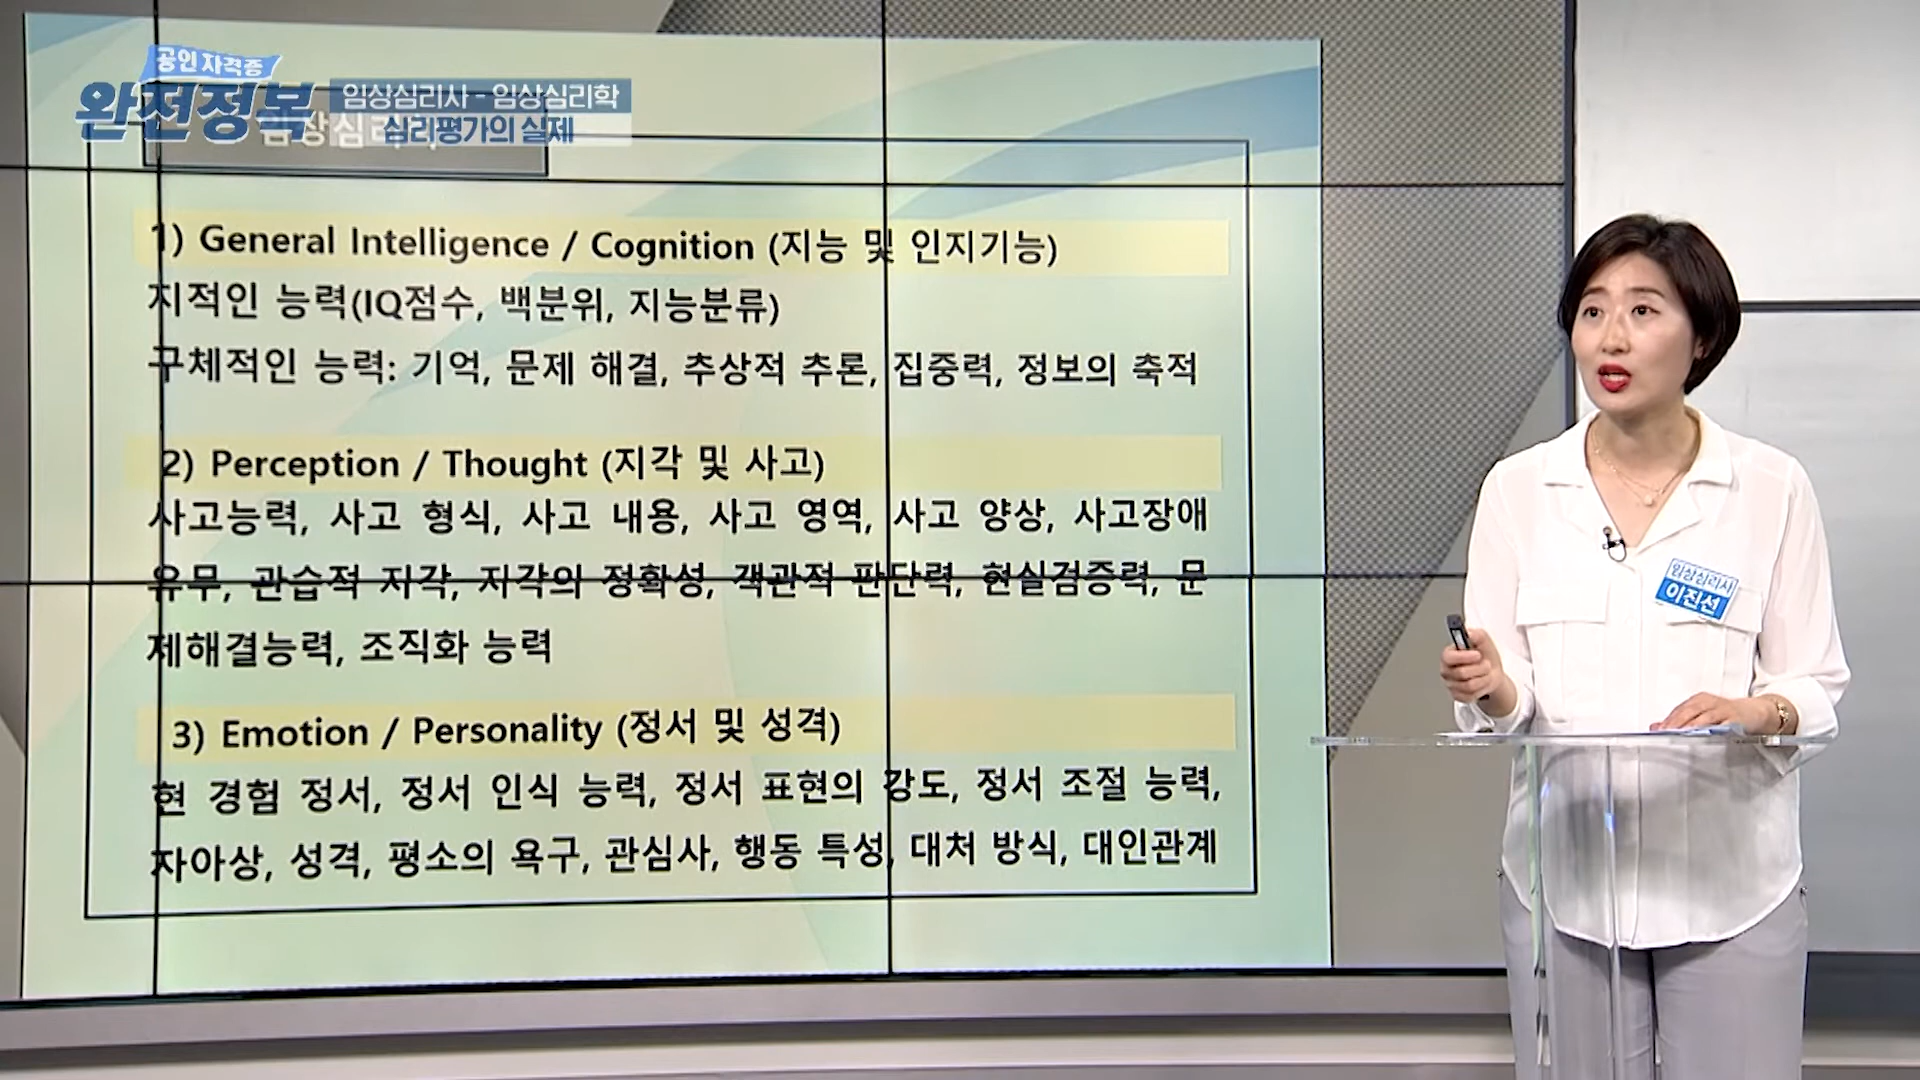 공인 자격증
완전정복
임상심리사 - 임상심리학
심리평가의 실제
1) General Intelligence / Cognition (지능 및 인지기능)
지적인 능력(IQ점수, 백분위, 지능분류)
구체적인 능력: 기억, 문제 해결, 추상적 추론, 집중력, 정보의 축적
2) Perception / Thought (지각 및 사고)
사고능력, 사고 형식, 사고 내용, 사고 영역, 사고 양상, 사고장애
유무, 관습적 지각, 지각의 정확성, 객관적 판단력, 현실검증력, 문
제해결능력, 조직화 능력
3) Emotion / Personality (정서 및 성격)
현 경험 정서, 정서 인식 능력, 정서 표현의 강도, 정서 조절 능력,
자아상, 성격, 평소의 욕구, 관심사, 행동 특성, 대처 방식, 대인관계
임상심리사
이진선